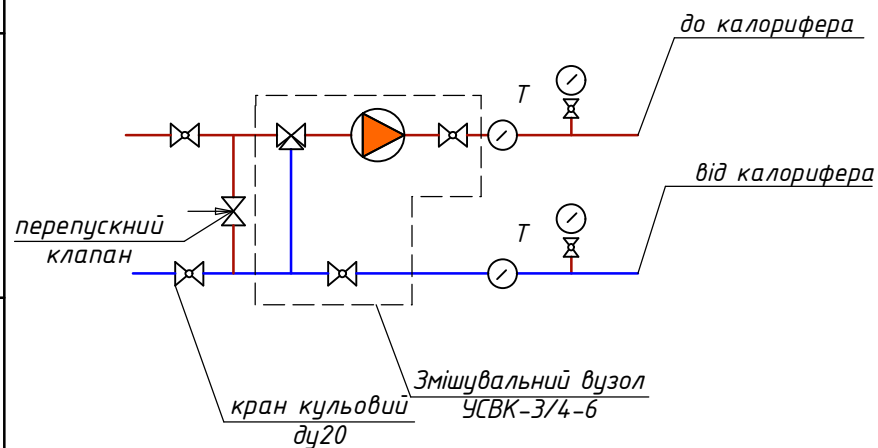 до калорифера
Т
від калорифера
Т
перепускний
клапан
Змішувальний вузол
УСВК-3/4-6
кран кульовий
ду20